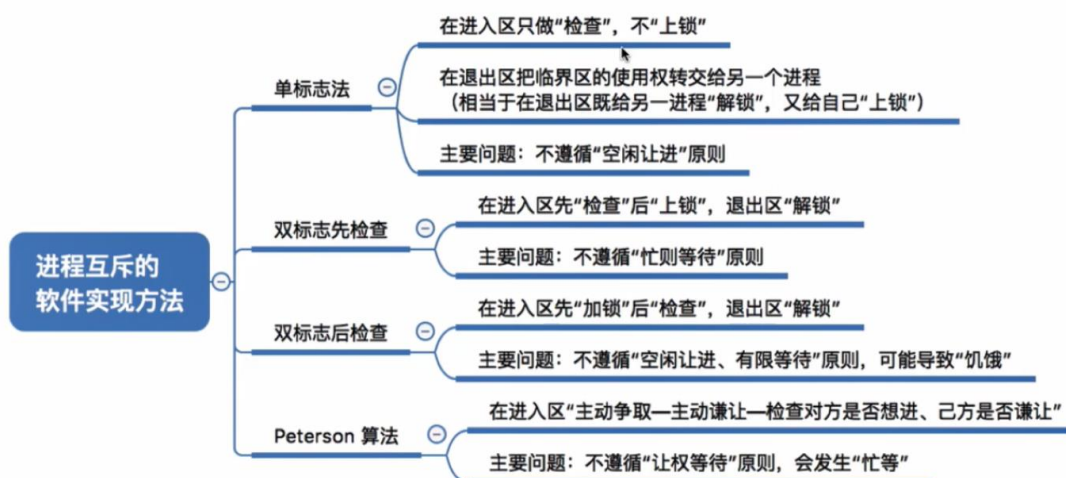 进程互斥的
软件实现方法
单标志法
在进入区只做“检查”，不“上锁”
在退出区把临界区的使用权转交给另一个进程
（相当于在退出区既给另一进程“解锁”，又给自己“上锁”）
主要问题：不遵循“空闲让进”原则
双标志先检查
在进入区先“检查”后“上锁”，退出区“解锁”
主要问题：不遵循“忙则等待”原则
双标志后检查
在进入区先“加锁”后“检查”，退出区“解锁”
主要问题：不遵循“空闲让进、有限等待”原则，可能导致“饥饿”
Peterson 算法
在进入区“主动争取—主动谦让—检查对方是否想进、己方是否谦让”
主要问题：不遵循“让权等待”原则，会发生“忙等”